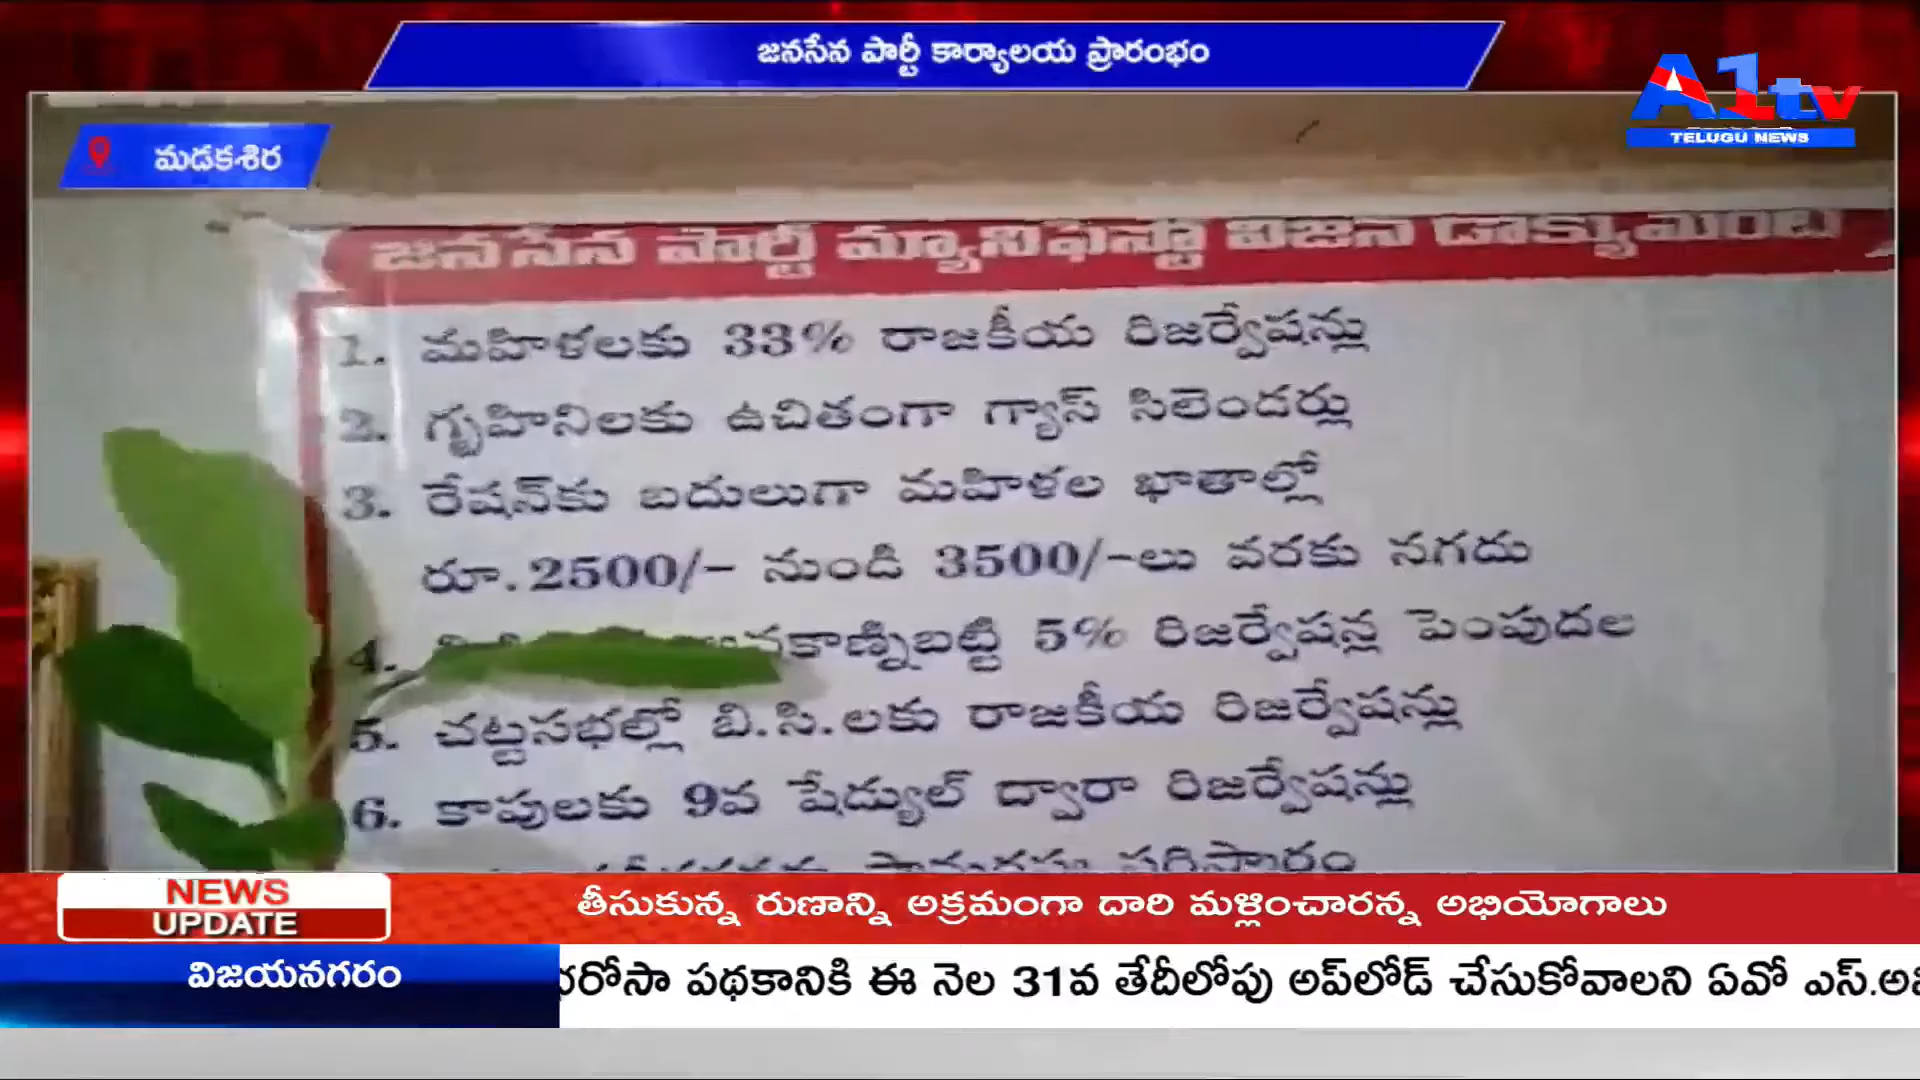 జనసేన పార్టీ కార్యాలయ ప్రారంభం
A1tv
TELUGU NEWS
మడకశిర
జనసేన పార్టీ మ్యానిఫెస్టో విజన్ డాక్యుమెంట్
1. మహిళలకు 33% రాజకీయ రిజర్వేషన్లు
2. గృహినిలకు ఉచితంగా గ్యాస్ సిలెండర్లు
3. రేషన్‌కు బదులుగా మహిళల ఖాతాల్లో
రూ.2500/- నుండి 3500/-లు వరకు నగదు
4. 5% రిజర్వేషన్ల పెంపుదల
5. చట్టసభల్లో బి.సి.లకు రాజకీయ రిజర్వేషన్లు
6. కాపులకు 9వ షేడ్యుల్ ద్వారా రిజర్వేషన్లు
NEWS
UPDATE
తీసుకున్న రుణాన్ని అక్రమంగా దారి మళ్లించారన్న అభియోగాలు
విజయనగరం
పథకానికి ఈ నెల 31వ తేదీలోపు అప్‌లోడ్ చేసుకోవాలని ఏవో ఎస్.